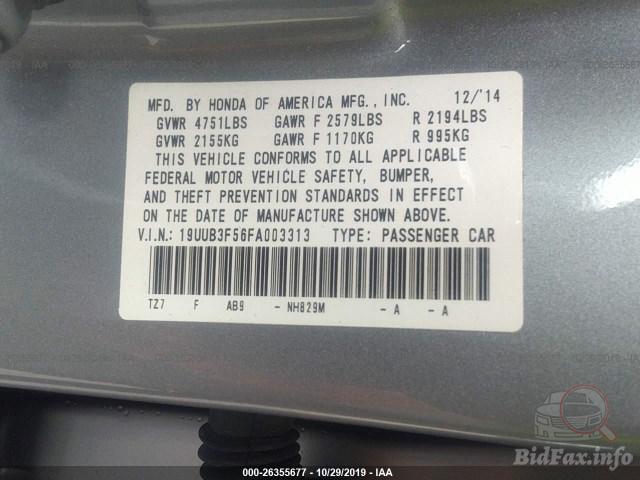 MFD. BY HONDA OF AMERICA MFG., INC. 12/'14
GVWR 4751LBS GAWR F 2579LBS R 2194LBS
GVWR 2155KG GAWR F 1170KG R 995KG
THIS VEHICLE CONFORMS TO ALL APPLICABLE
FEDERAL MOTOR VEHICLE SAFETY, BUMPER,
AND THEFT PREVENTION STANDARDS IN EFFECT
ON THE DATE OF MANUFACTURE SHOWN ABOVE.
V.I.N.: 19UUB3F56FA003313 TYPE: PASSENGER CAR
TZ7 F AB9 - NH829M - A - A
BidFax.info
000-26355677 - 10/29/2019 - IAA